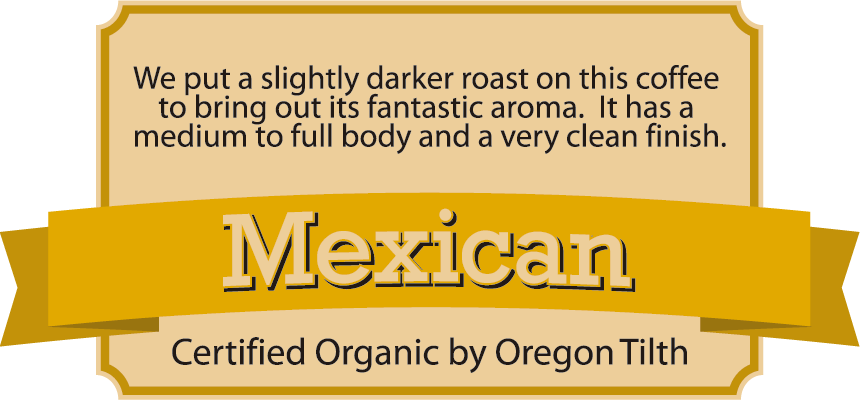 We put a slightly darker roast on this coffee
to bring out its fantastic aroma.  It has a
medium to full body and a very clean finish.
Mexican
Certified Organic by Oregon Tilth